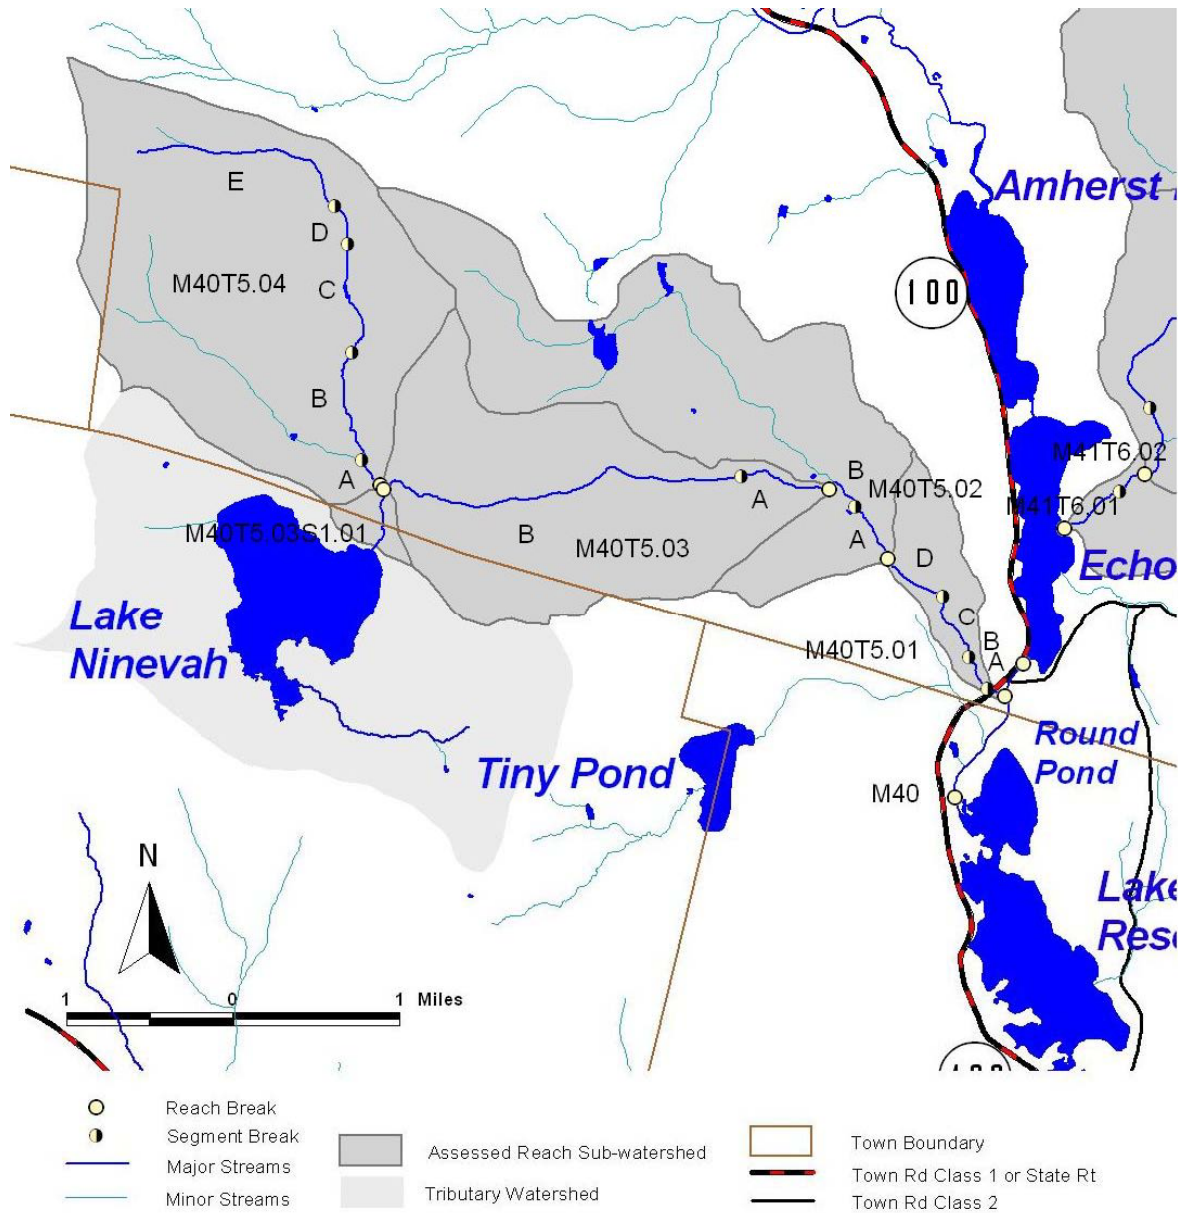 Amherst
E
D
M40T5.04
C
100
B
M41T6.02
A
B
A
M40T5.02
M41T6.01
M40T5.03S1.01
B
M40T5.03
A
D
Echo
Lake
Ninevah
C
B
M40T5.01
A
Round
Pond
Tiny Pond
M40
N
Lake
1 0 1 Miles
Reach Break
Segment Break
Major Streams
Minor Streams
Assessed Reach Sub-watershed
Tributary Watershed
Town Boundary
Town Rd Class 1 or State Rt
Town Rd Class 2